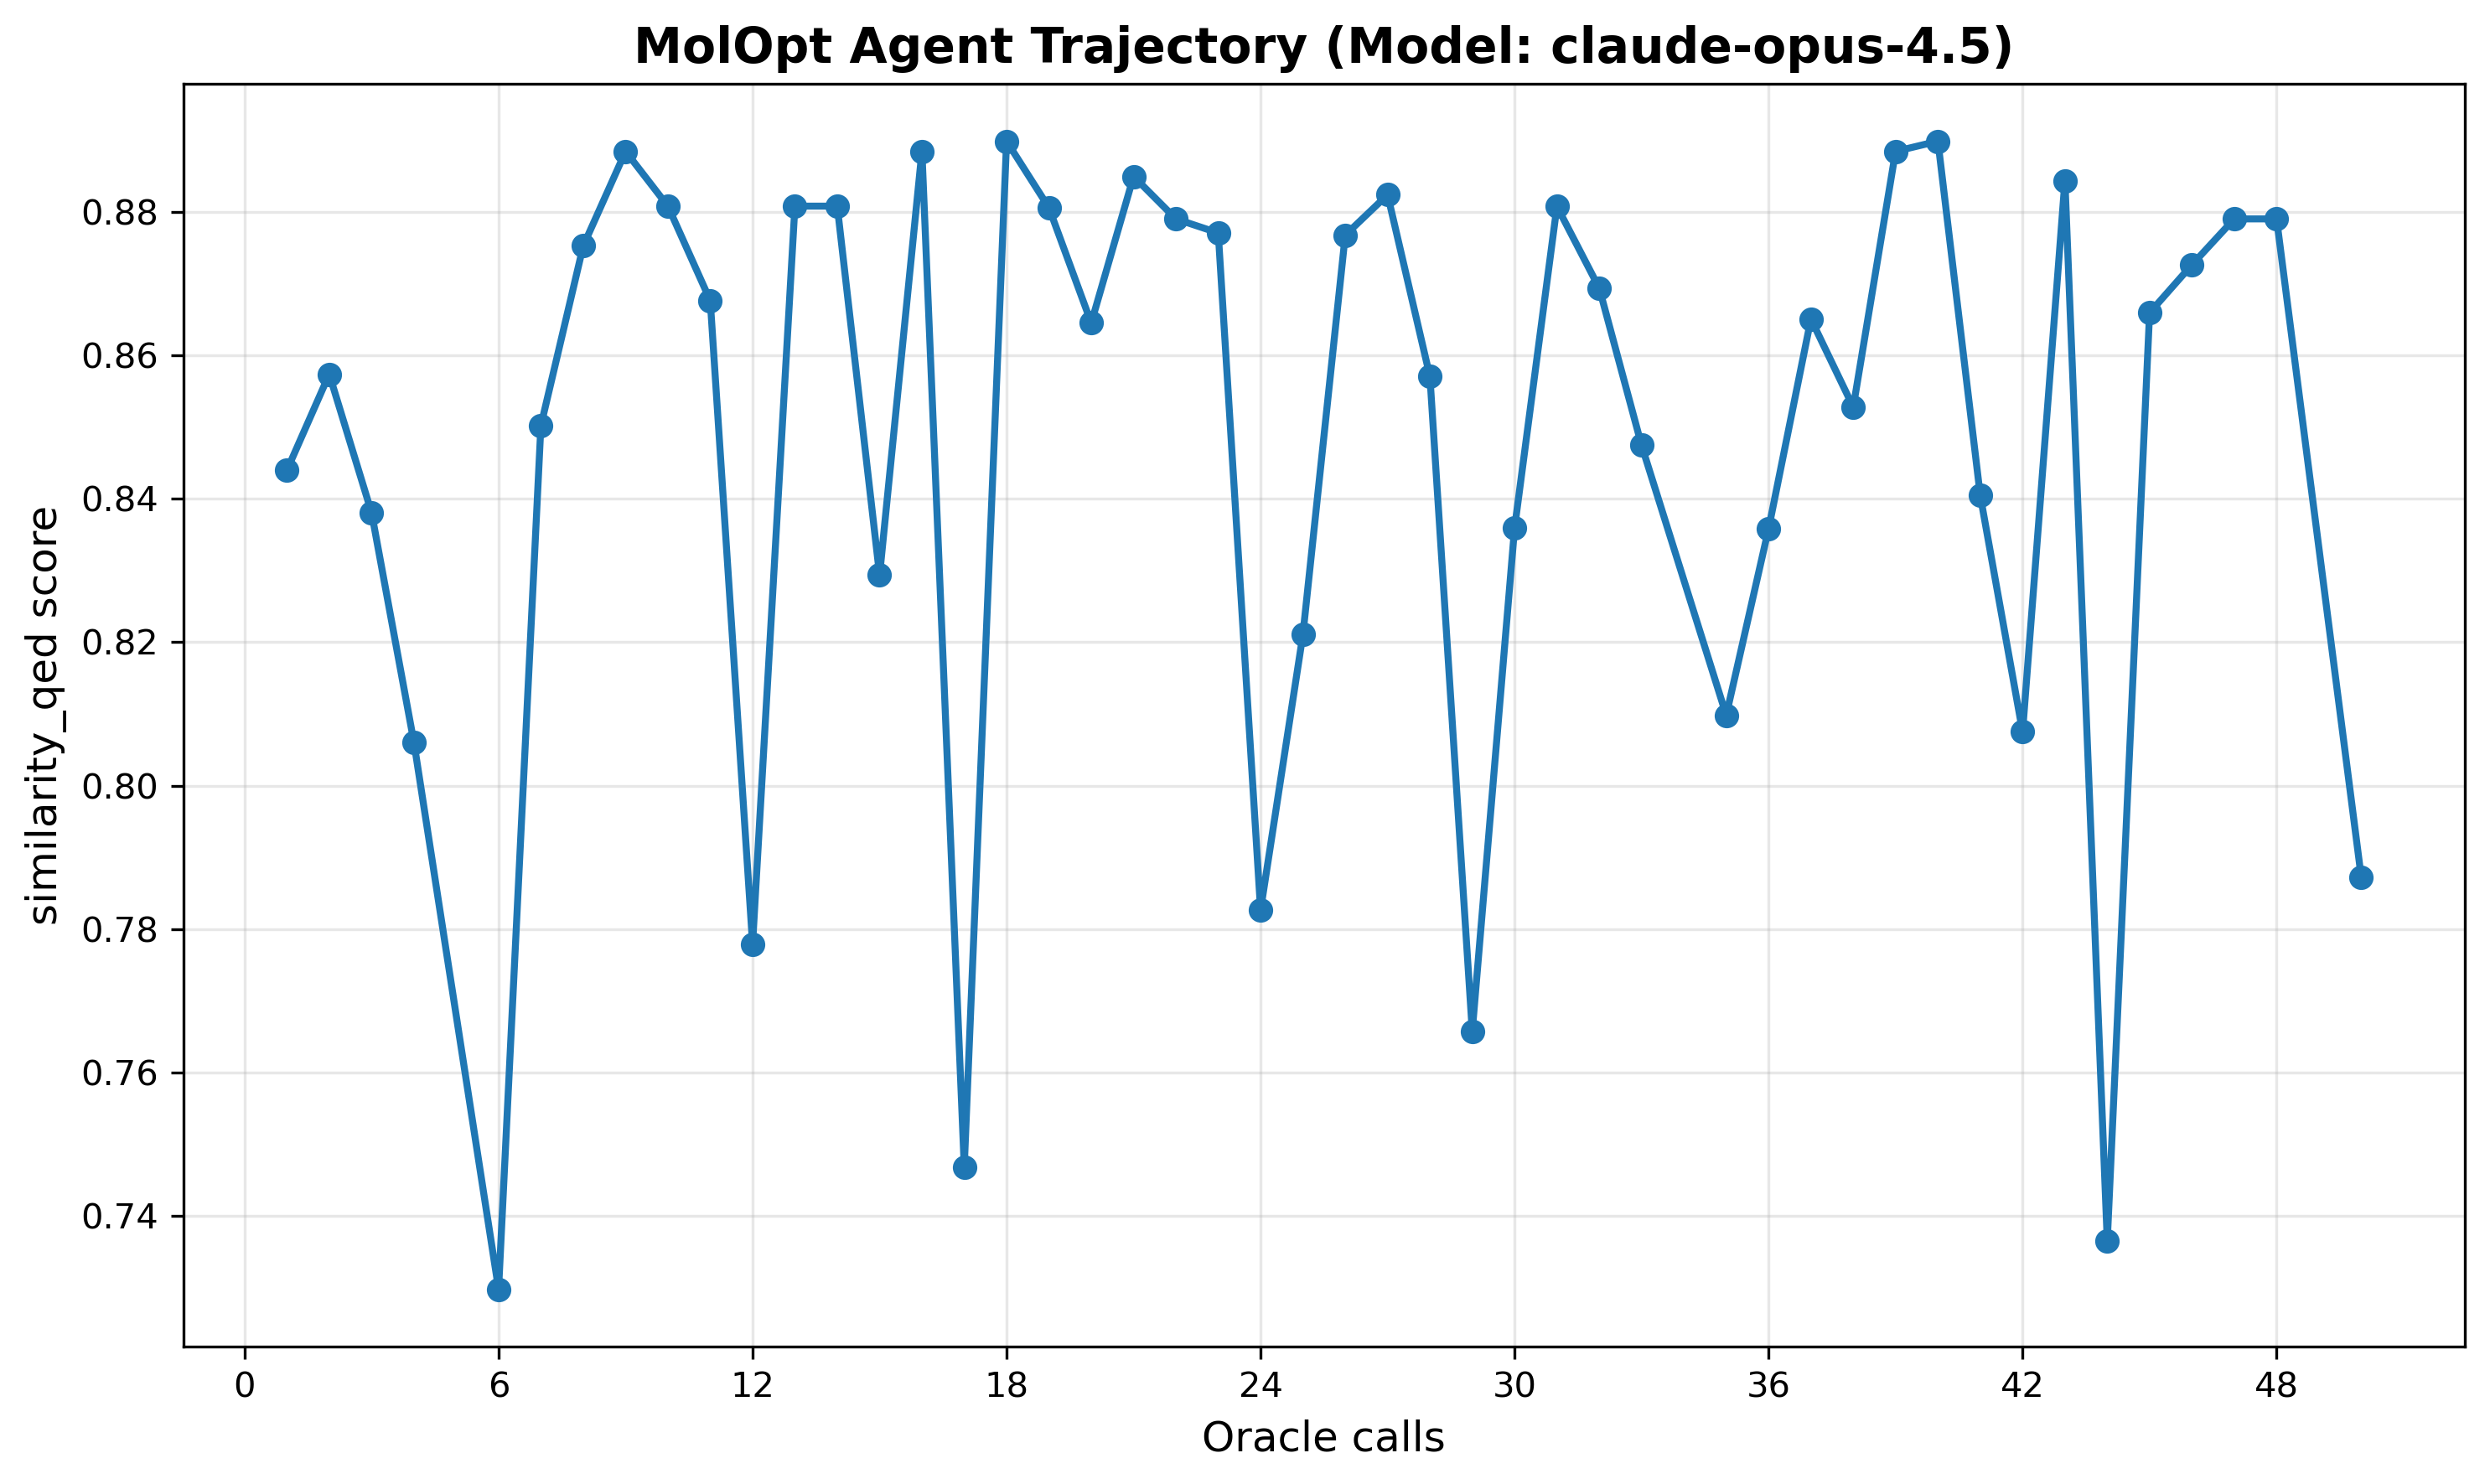 MolOpt Agent Trajectory (Model: claude-opus-4.5)
similarity_qed score
0.88
0.86
0.84
0.82
0.80
0.78
0.76
0.74
0 6 12 18 24 30 36 42 48
Oracle calls